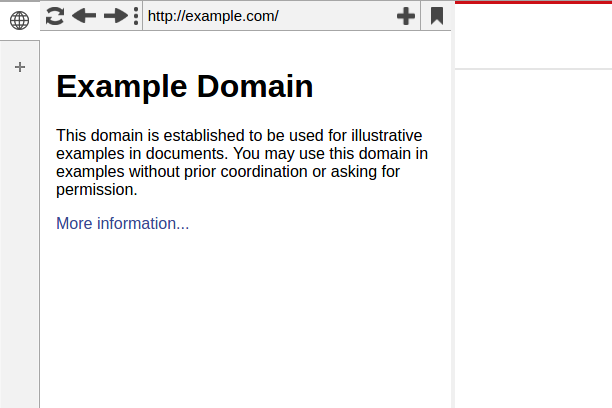 http://example.com/
Example Domain
This domain is established to be used for illustrative
examples in documents. You may use this domain in
examples without prior coordination or asking for
permission.
More information...